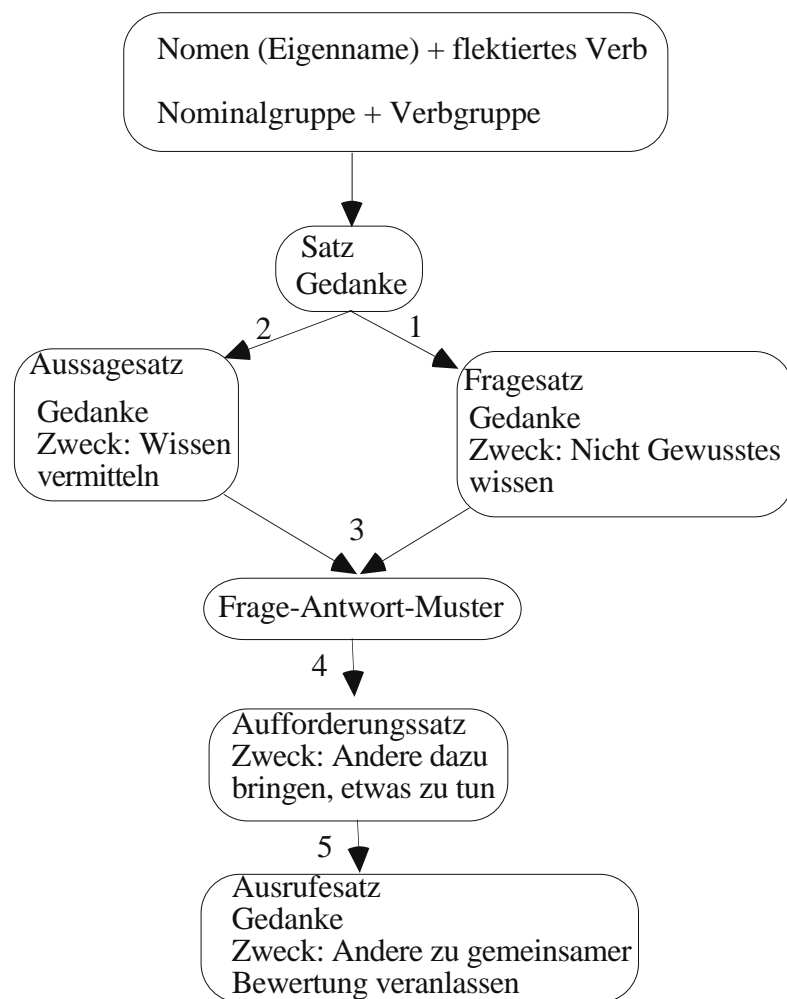 Nomen (Eigenname) + flektiertes Verb
Nominalgruppe + Verbgruppe
Satz
Gedanke
2
1
Aussagesatz
Gedanke
Zweck: Wissen
vermitteln
Fragesatz
Gedanke
Zweck: Nicht Gewusstes
wissen
3
Frage-Antwort-Muster
4
Aufforderungssatz
Zweck: Andere dazu
bringen, etwas zu tun
5
Ausrufesatz
Gedanke
Zweck: Andere zu gemeinsamer
Bewertung veranlassen